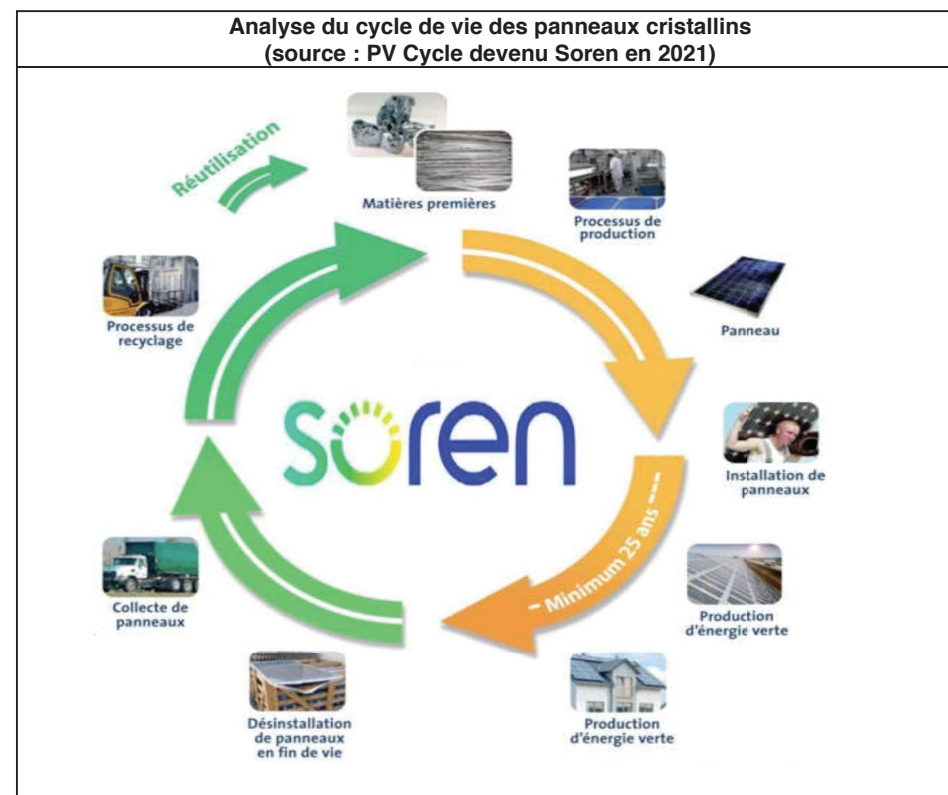 Analyse du cycle de vie des panneaux cristallins
(source : PV Cycle devenu Soren en 2021)
Réutilisation
Matières premières
Processus de
production
Panneau
Installation de
panneaux
Minimum 25 ans
Production
d'énergie verte
Production
d'énergie verte
Désinstallation
de panneaux
en fin de vie
Collecte de
panneaux
Processus de
recyclage
soren